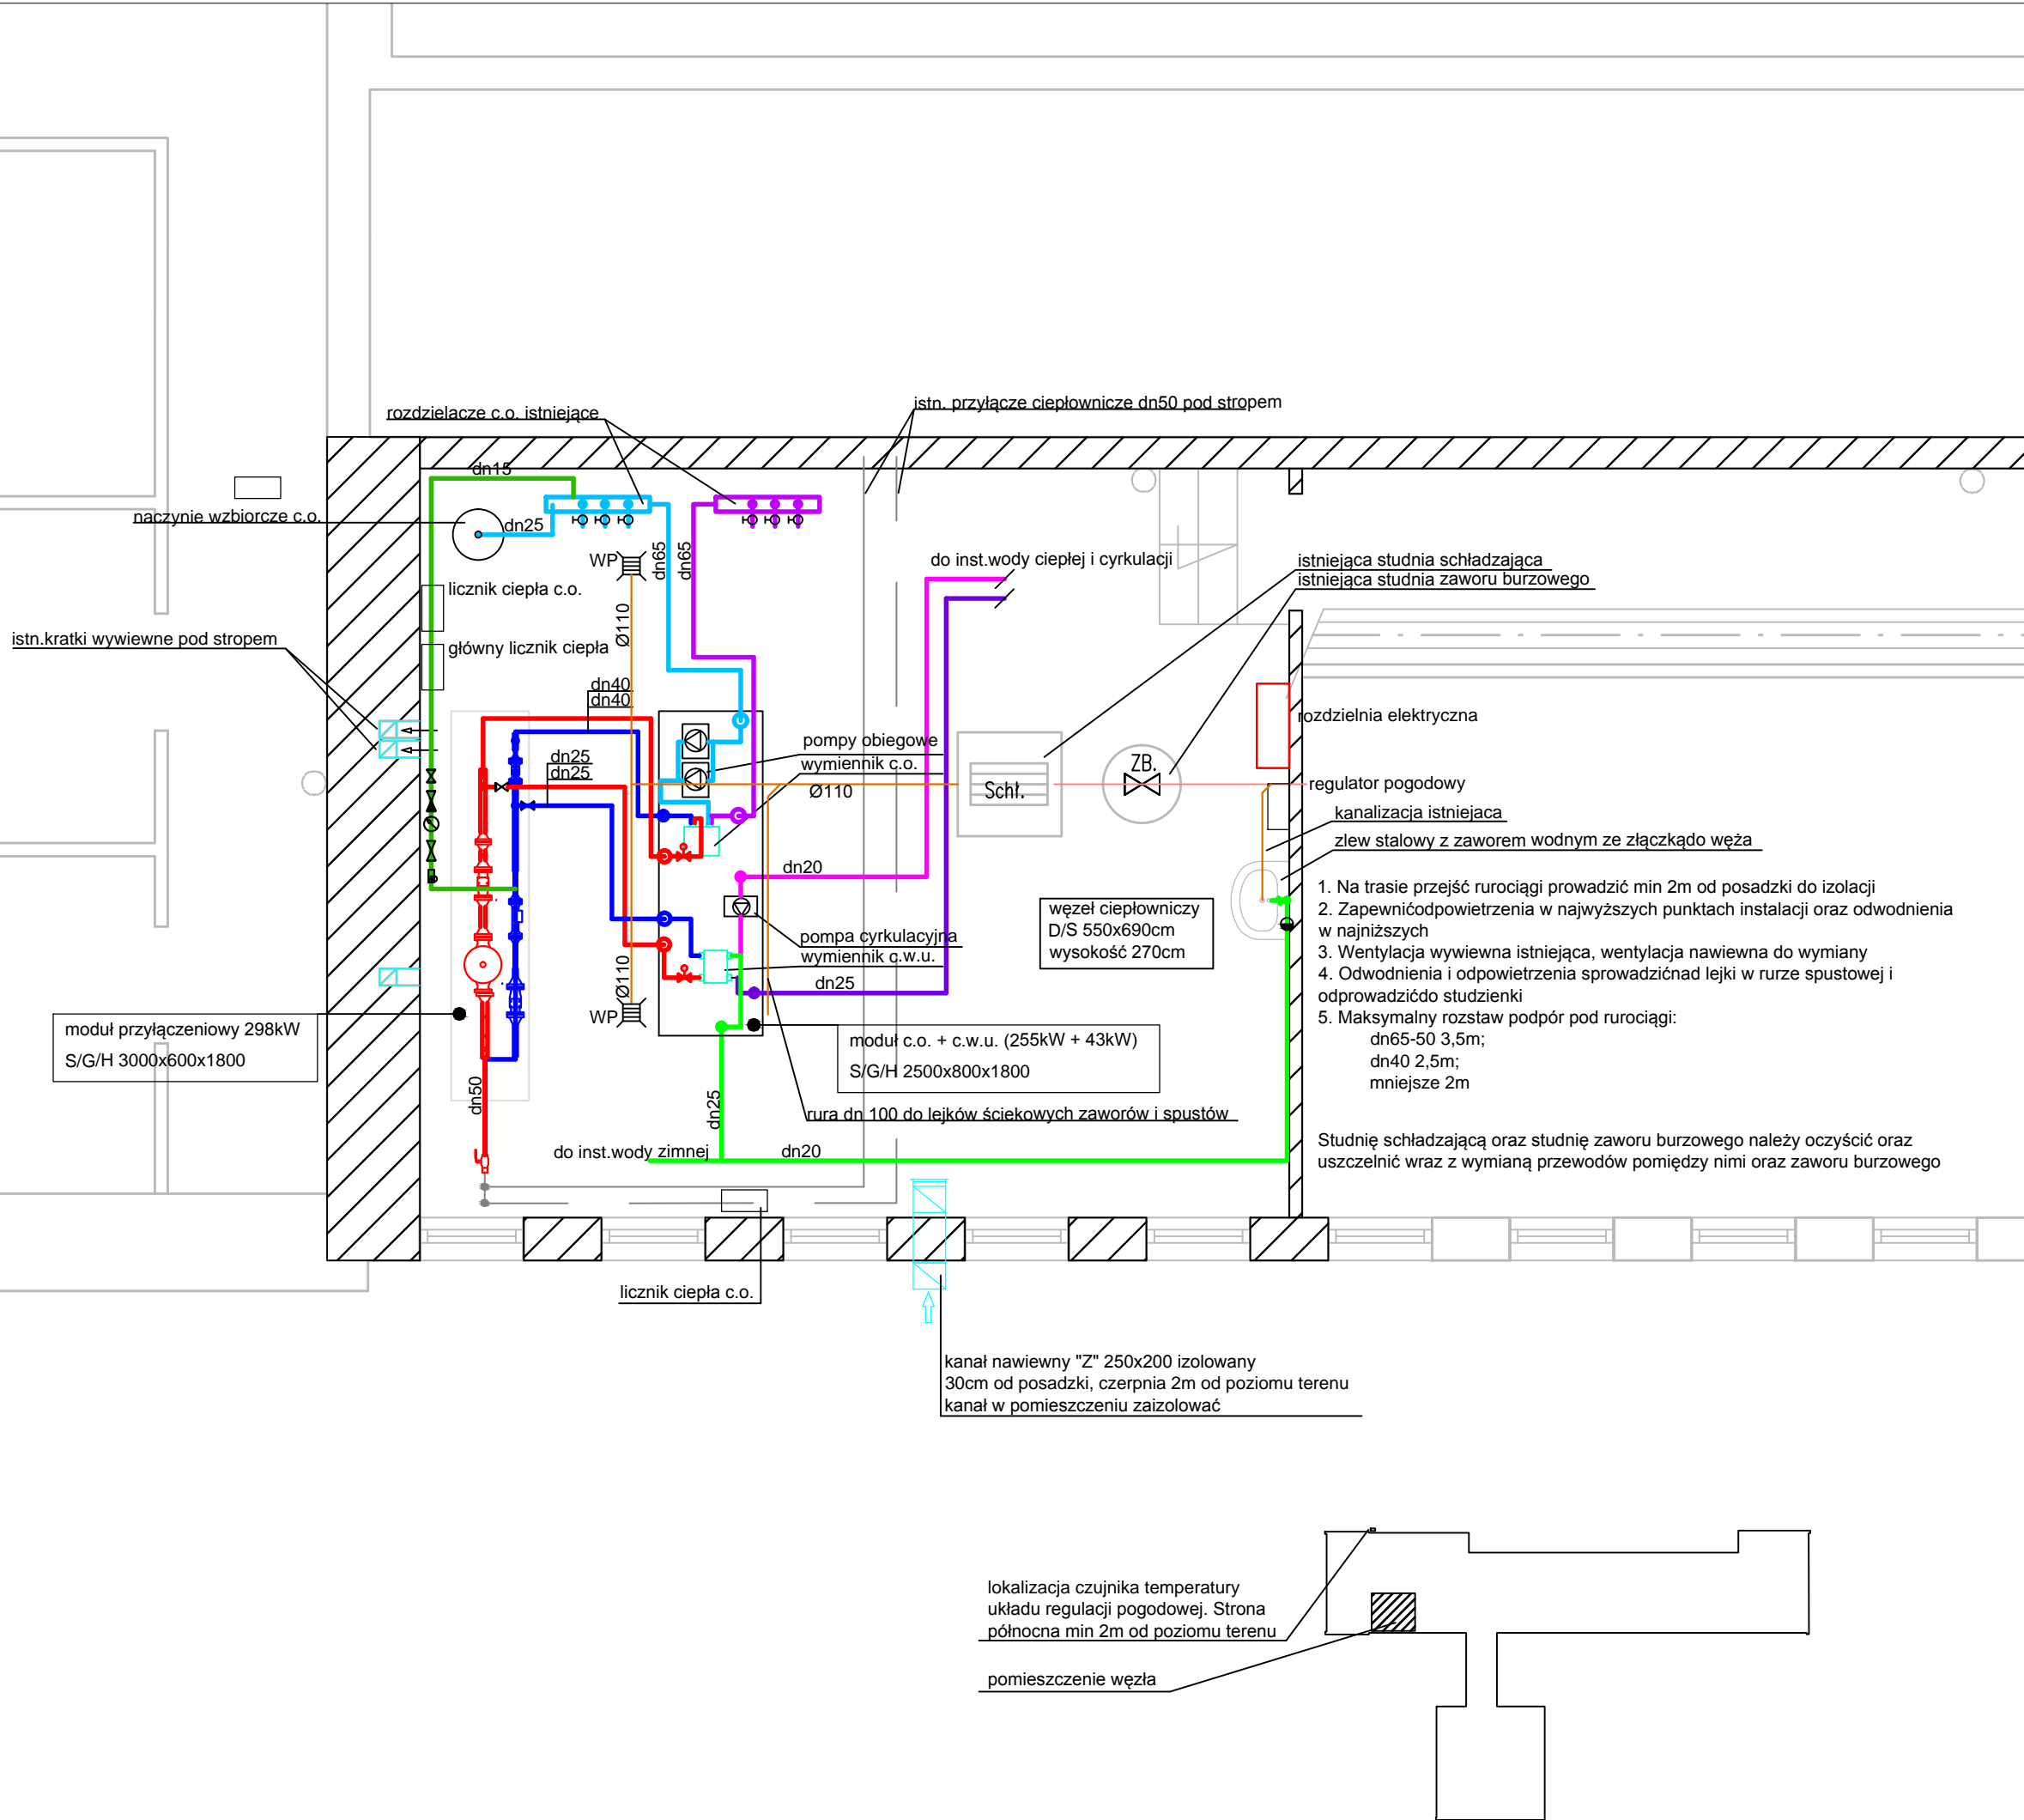 rozdzielacze c.o. istniejące
istn. przyłącze ciepłownicze dn50 pod stropem
dn15
naczynie wzbiorcze c.o.
dn25
WP
dn65
dn65
do inst.wody ciepłej i cyrkulacji
istniejąca studnia schładzająca
istniejąca studnia zaworu burzowego
licznik ciepła c.o.
Ø110
istn.kratki wywiewne pod stropem
główny licznik ciepła
dn40
dn40
rozdzielnia elektryczna
pompy obiegowe
dn25
dn25
wymiennik c.o.
ZB.
Schł.
Ø110
regulator pogodowy
kanalizacja istniejaca
zlew stalowy z zaworem wodnym ze złączkądo węża
dn20
1. Na trasie przejść rurociągi prowadzić min 2m od posadzki do izolacji
2. Zapewnićodpowietrzenia w najwyższych punktach instalacji oraz odwodnienia
w najniższych
3. Wentylacja wywiewna istniejąca, wentylacja nawiewna do wymiany
4. Odwodnienia i odpowietrzenia sprowadzićnad lejki w rurze spustowej i
odprowadzićdo studzienki
5. Maksymalny rozstaw podpór pod rurociągi:
dn65-50 3,5m;
dn40 2,5m;
mniejsze 2m
węzeł ciepłowniczy
D/S 550x690cm
wysokość 270cm
pompa cyrkulacyjna
wymiennik c.w.u.
dn25
Ø110
WP
moduł przyłączeniowy 298kW
S/G/H 3000x600x1800
moduł c.o. + c.w.u. (255kW + 43kW)
S/G/H 2500x800x1800
dn50
dn25
rura dn 100 do lejków ściekowych zaworów i spustów
do inst.wody zimnej
dn20
Studnię schładzającą oraz studnię zaworu burzowego należy oczyścić oraz
uszczelnić wraz z wymianą przewodów pomiędzy nimi oraz zaworu burzowego
licznik ciepła c.o.
kanał nawiewny "Z" 250x200 izolowany
30cm od posadzki, czerpnia 2m od poziomu terenu
kanał w pomieszczeniu zaizolować
lokalizacja czujnika temperatury
układu regulacji pogodowej. Strona
północna min 2m od poziomu terenu
pomieszczenie węzła